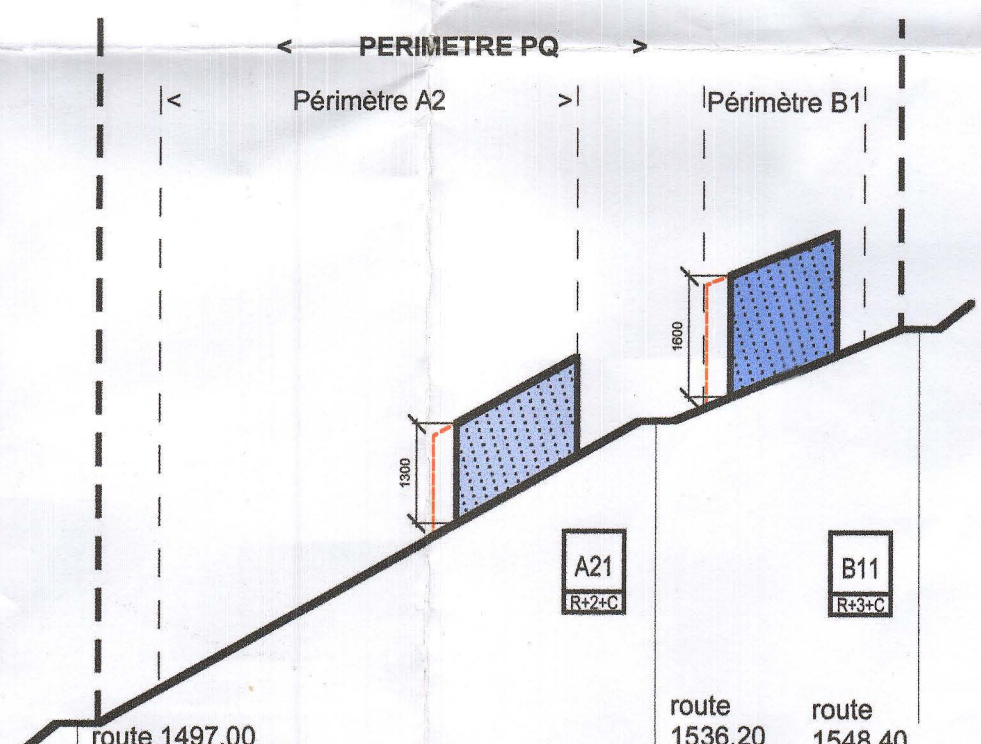 < PERIMETRE PQ >
< Périmètre A2 >
Périmètre B1
1600
1300
A21
R+2+C
B11
R+3+C
route
1536.20
route
1548.40
route 1497.00